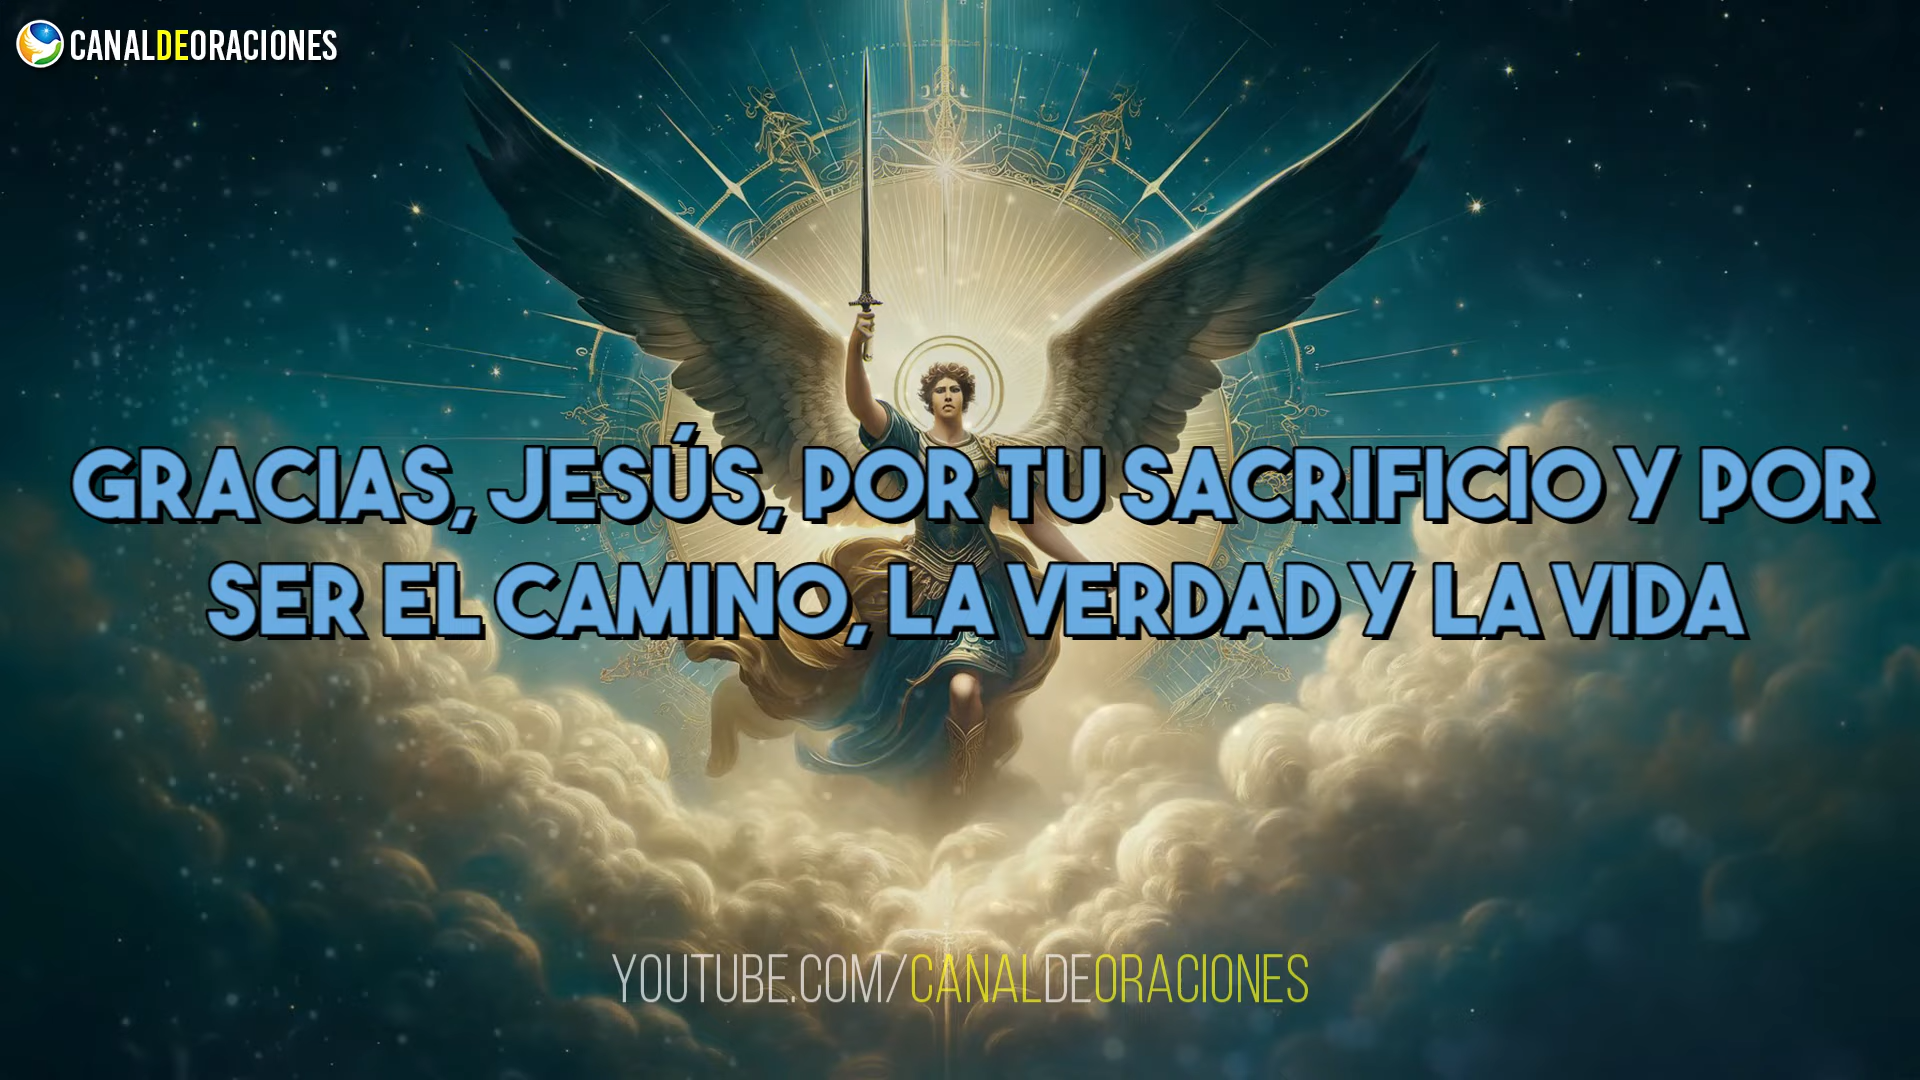 CANALDEORACIONES
GRACIAS, JESÚS, POR TU SACRIFICIO Y POR
SER EL CAMINO, LA VERDAD Y LA VIDA
YOUTUBE.COM/CANALDEORACIONES